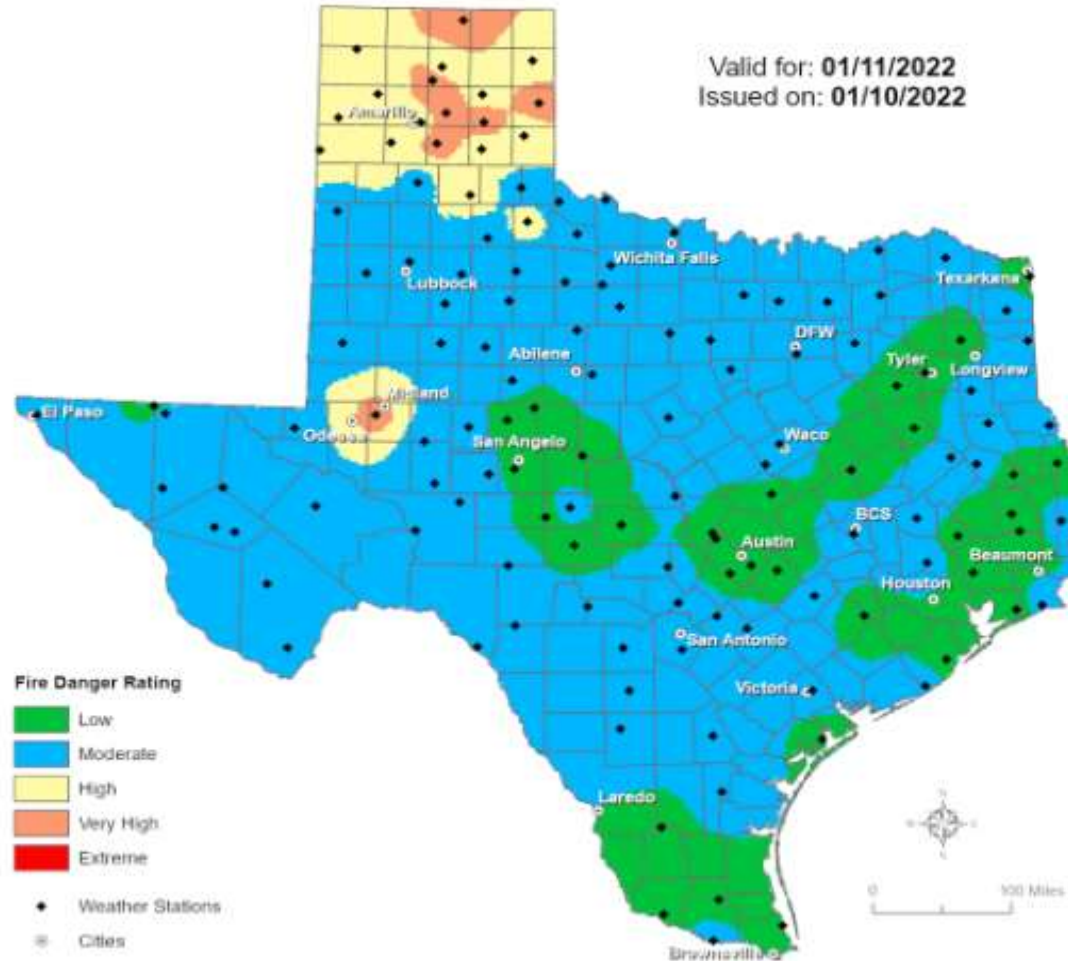 Valid for: 01/11/2022
Issued on: 01/10/2022
Amarillo
Wichita Falls
Lubbock
Texarkana
DFW
Abilene
Tyler
Longview
Midland
El Paso
Odessa
Waco
San Angelo
BCS
Austin
Beaumont
Houston
San Antonio
Victoria
Laredo
Brownsville
Fire Danger Rating
Low
Moderate
High
Very High
Extreme
Weather Stations
Cities
0 100 Miles